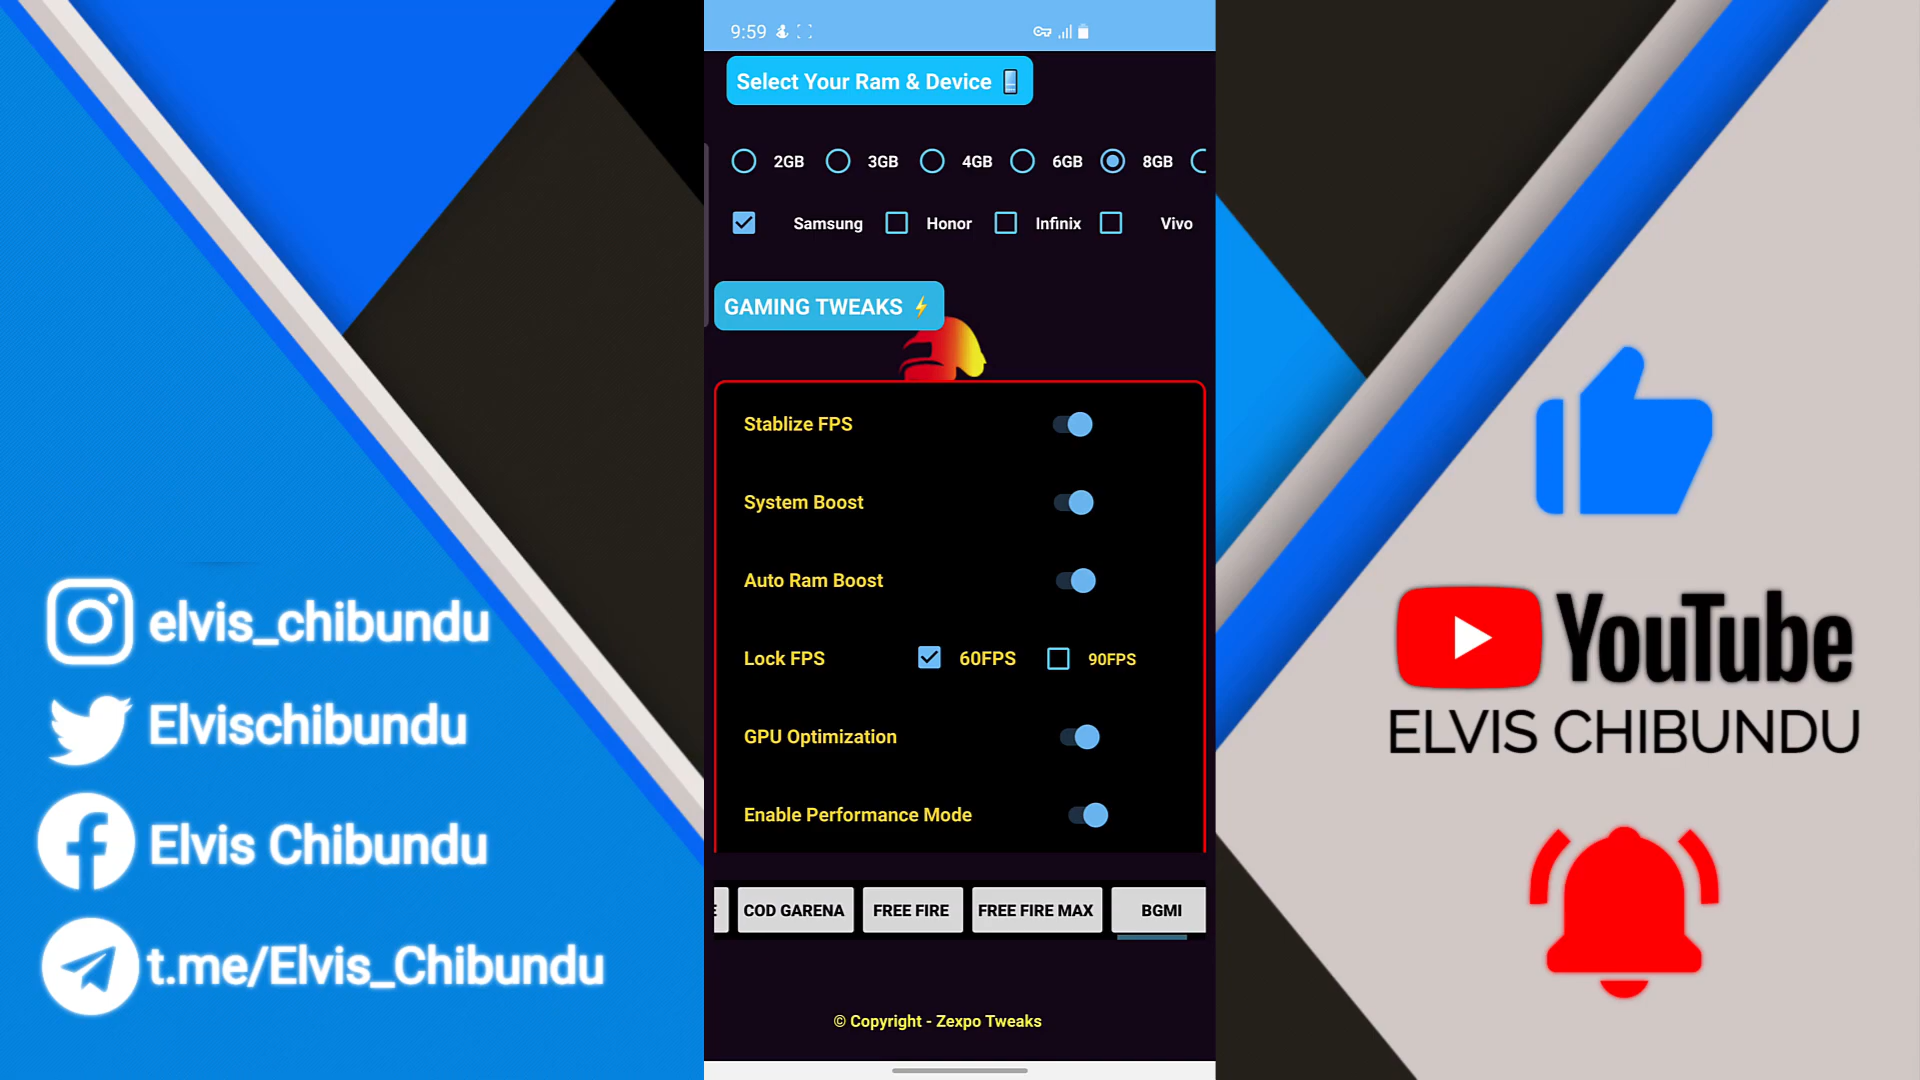 9:59
Select Your Ram & Device
2GB 3GB 4GB 6GB 8GB
Samsung Honor Infinix Vivo
GAMING TWEAKS
Stablize FPS
System Boost
Auto Ram Boost
Lock FPS 60FPS 90FPS
GPU Optimization
Enable Performance Mode
COD GARENA FREE FIRE FREE FIRE MAX BGMI
© Copyright - Zexpo Tweaks
elvis_chibundu
Elvischibundu
Elvis Chibundu
t.me/Elvis_Chibundu
YouTube
ELVIS CHIBUNDU